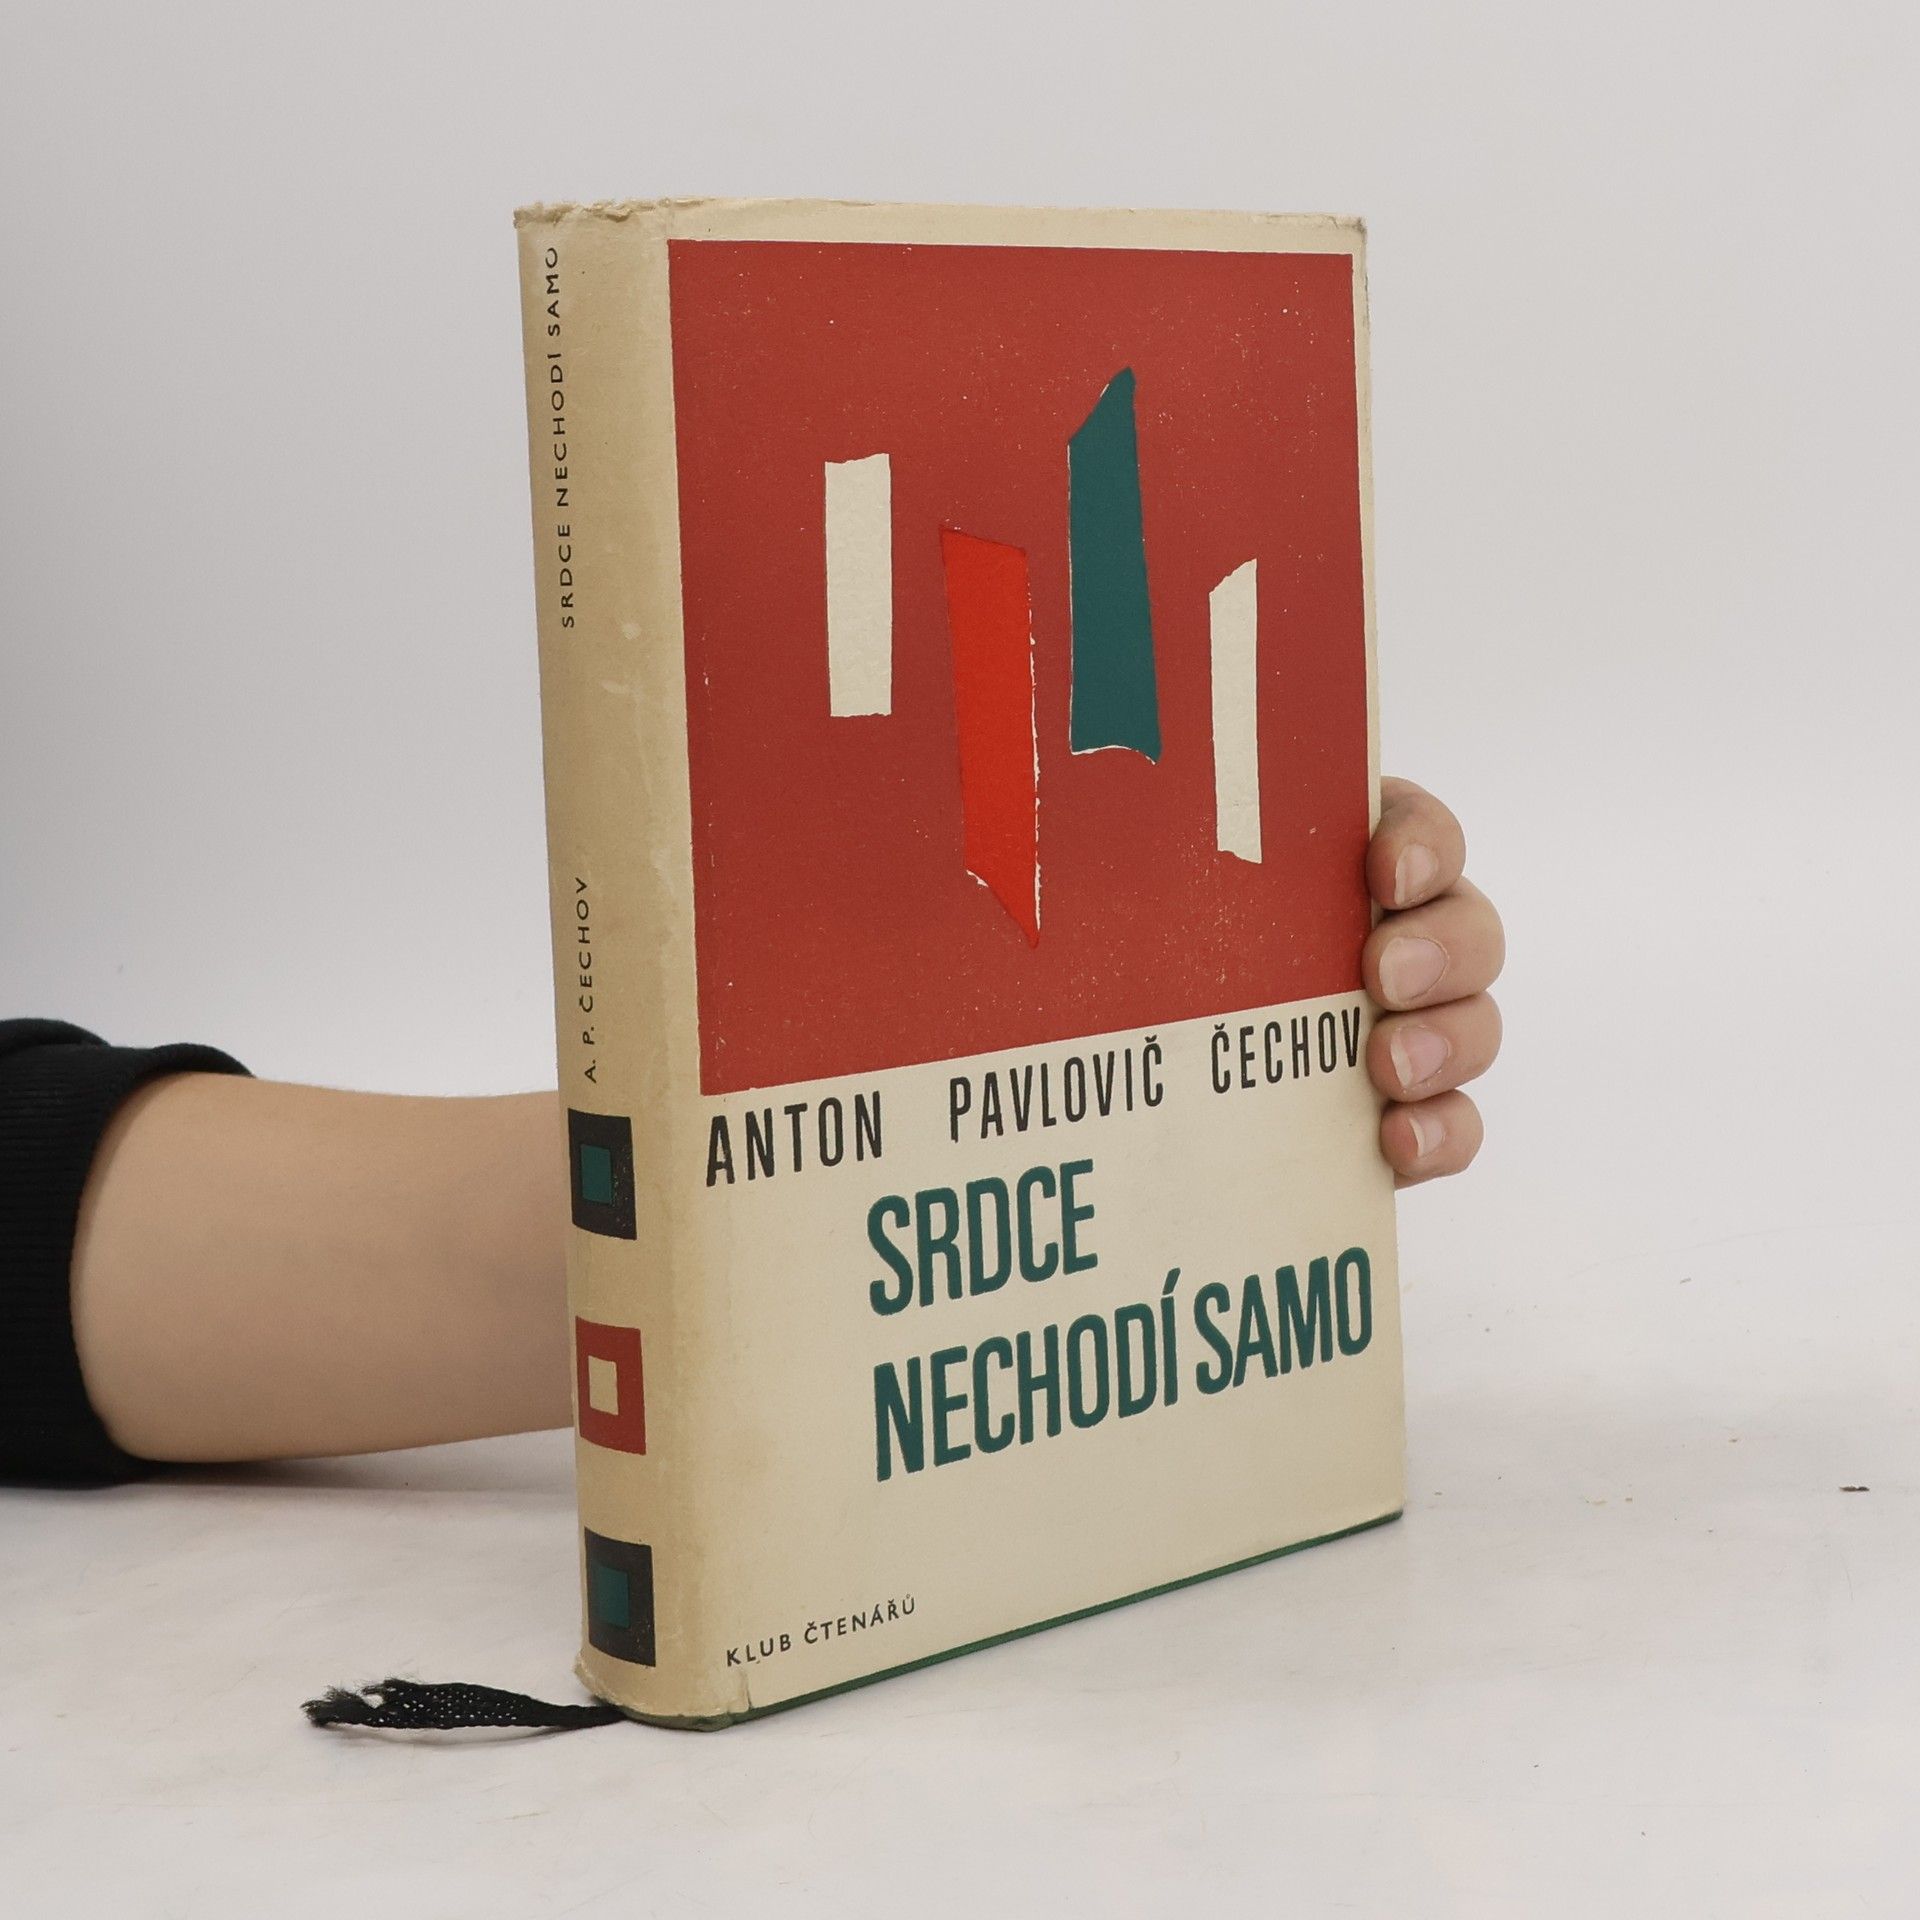 SRDCE NECHODÍ SAMO
A. P. ČECHOV
ANTON PAVLOVIČ ČECHOV
SRDCE
NECHODÍ SAMO
KLUB ČTENÁŘŮ